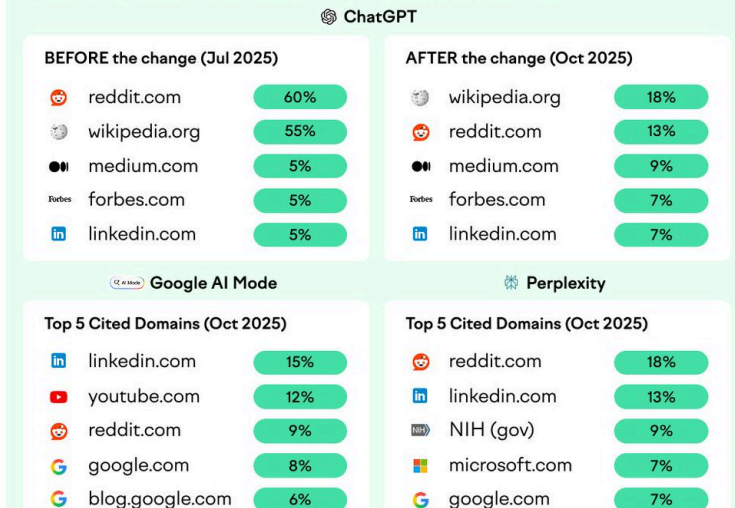 ChatGPT
BEFORE the change (Jul 2025)
reddit.com 60%
wikipedia.org 55%
medium.com 5%
Forbes forbes.com 5%
in linkedin.com 5%
AFTER the change (Oct 2025)
wikipedia.org 18%
reddit.com 13%
medium.com 9%
Forbes forbes.com 7%
in linkedin.com 7%
AI Mode Google AI Mode
Top 5 Cited Domains (Oct 2025)
in linkedin.com 15%
youtube.com 12%
reddit.com 9%
G google.com 8%
G blog.google.com 6%
Perplexity
Top 5 Cited Domains (Oct 2025)
reddit.com 18%
in linkedin.com 13%
NIH NIH (gov) 9%
microsoft.com 7%
G google.com 7%